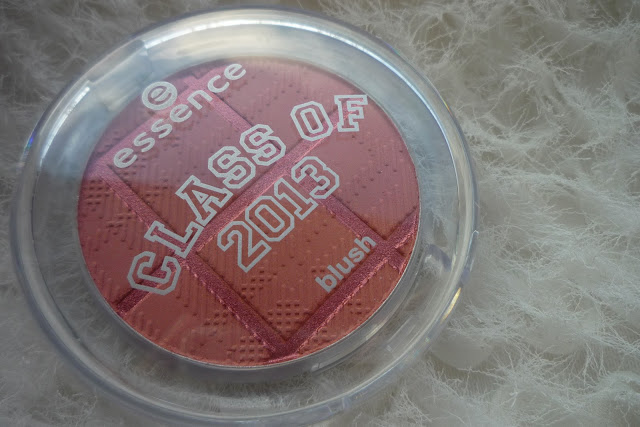 e
essence
CLASS OF
2013
blush